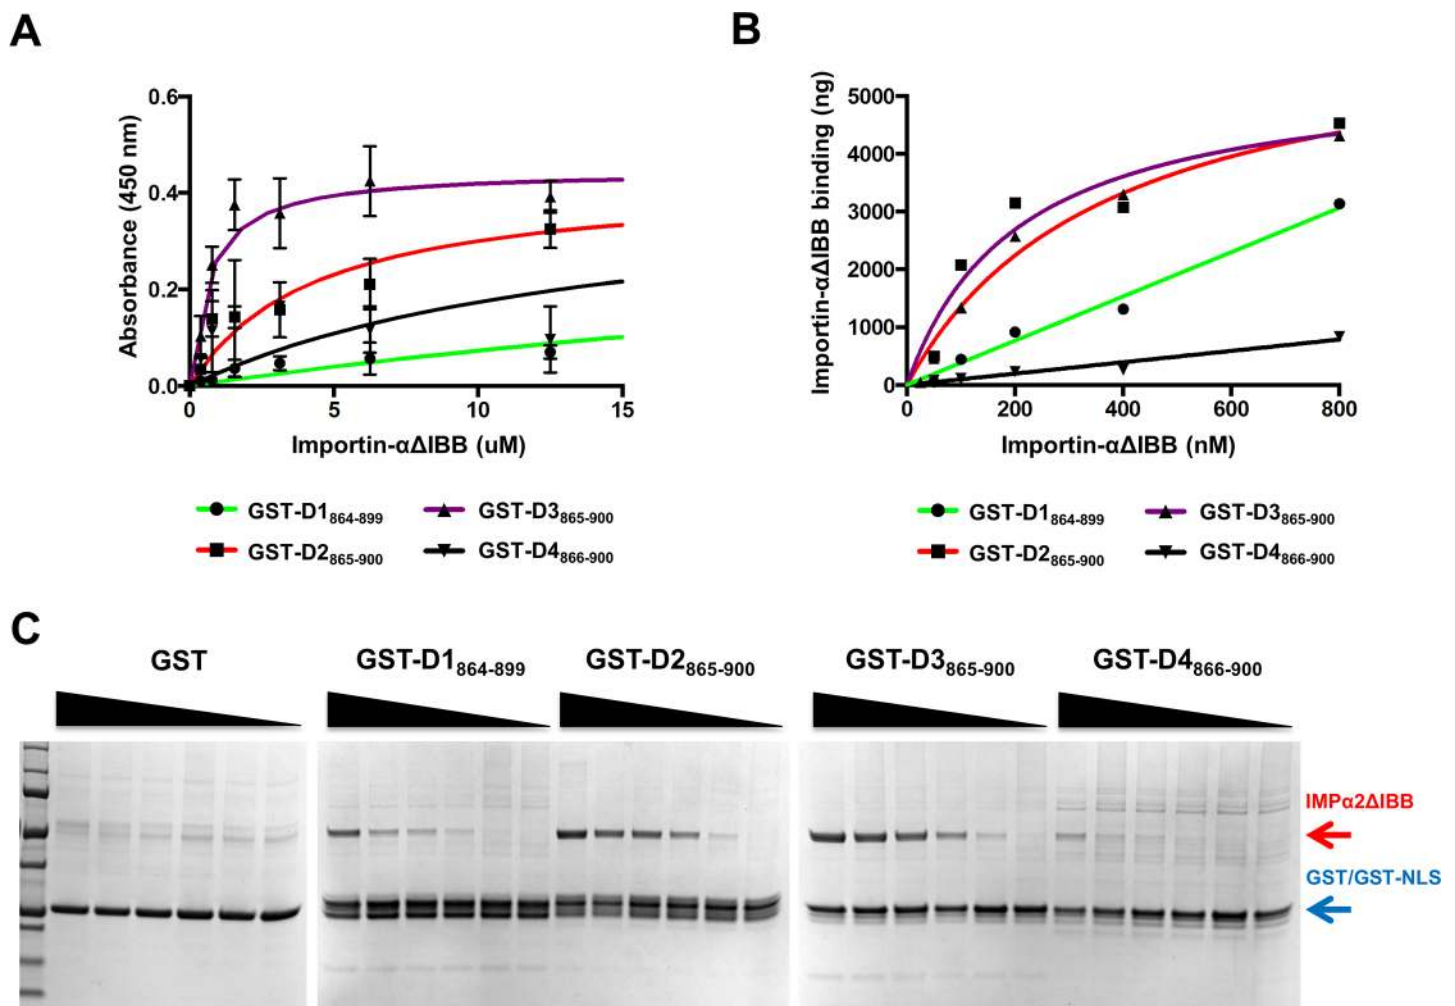 A
0.6
0.4
0.2
0.0
0
5
10
15
Absorbance (450 nm)
Importin-αΔIBB (uM)
GST-D1864-899
GST-D3865-900
GST-D2865-900
GST-D4866-900
B
5000
4000
3000
2000
1000
0
0
200
400
600
800
Importin-αΔIBB binding (ng)
Importin-αΔIBB (nM)
GST-D1864-899
GST-D3865-900
GST-D2865-900
GST-D4866-900
C
GST
GST-D1864-899
GST-D2865-900
GST-D3865-900
GST-D4866-900
IMPα2ΔIBB
GST/GST-NLS